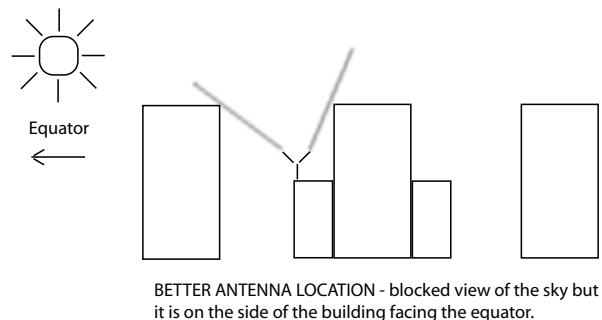 Equator
BETTER ANTENNA LOCATION - blocked view of the sky but
it is on the side of the building facing the equator.